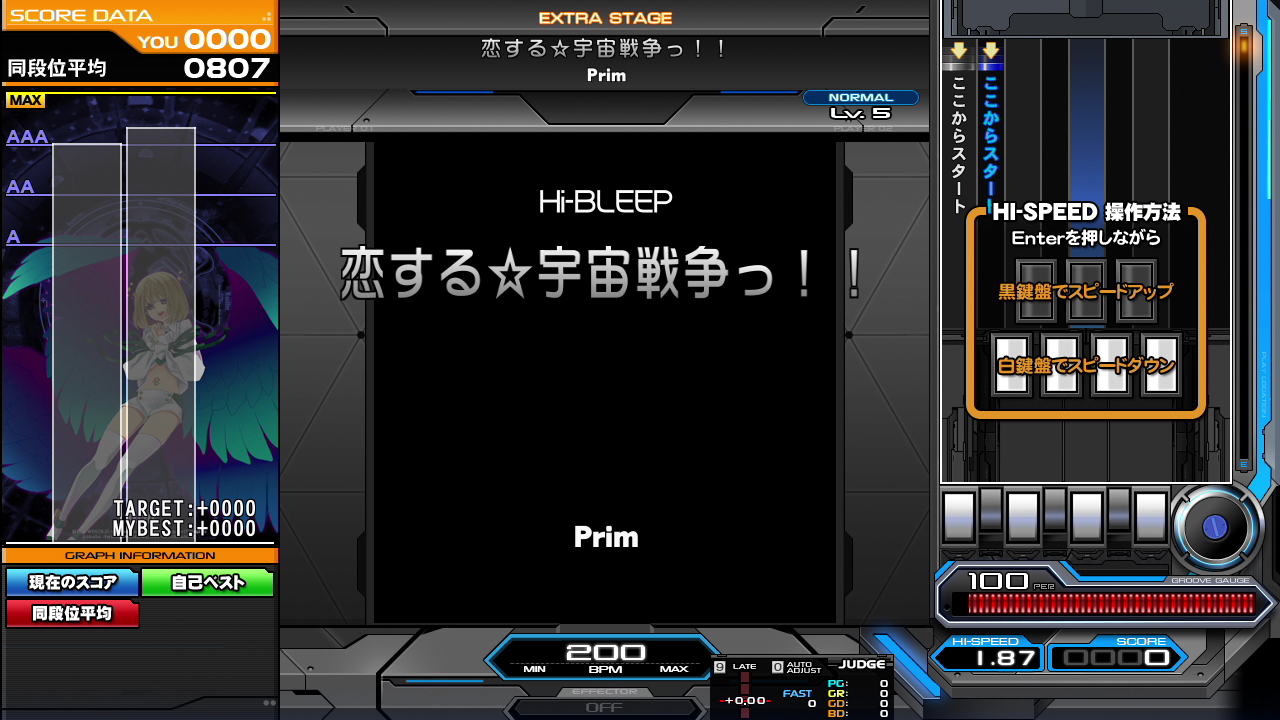 SCORE DATA
YOU 0000
同段位平均 0807
MAX
AAA
AA
A
TARGET:+0000
MYBEST:+0000
GRAPH INFORMATION
現在のスコア
自己ベスト
同段位平均
EXTRA STAGE
恋する☆宇宙戦争っ！！
Prim
NORMAL
Lv. 5
PLAYER 01
PLAYER 02
Hi-BLEEP
恋する☆宇宙戦争っ！！
Prim
200
MIN BPM MAX
EFFECTOR
OFF
9 LATE
0 AUTO ADJUST
JUDGE
+0.00
FAST
0
PG: 0
GR: 0
GD: 0
BD: 0
ここからスタート
ここからスタート
HI-SPEED 操作方法
Enterを押しながら
黒鍵盤でスピードアップ
白鍵盤でスピードダウン
100 PER
GROOVE GAUGE
HI-SPEED
1.87
SCORE
0000